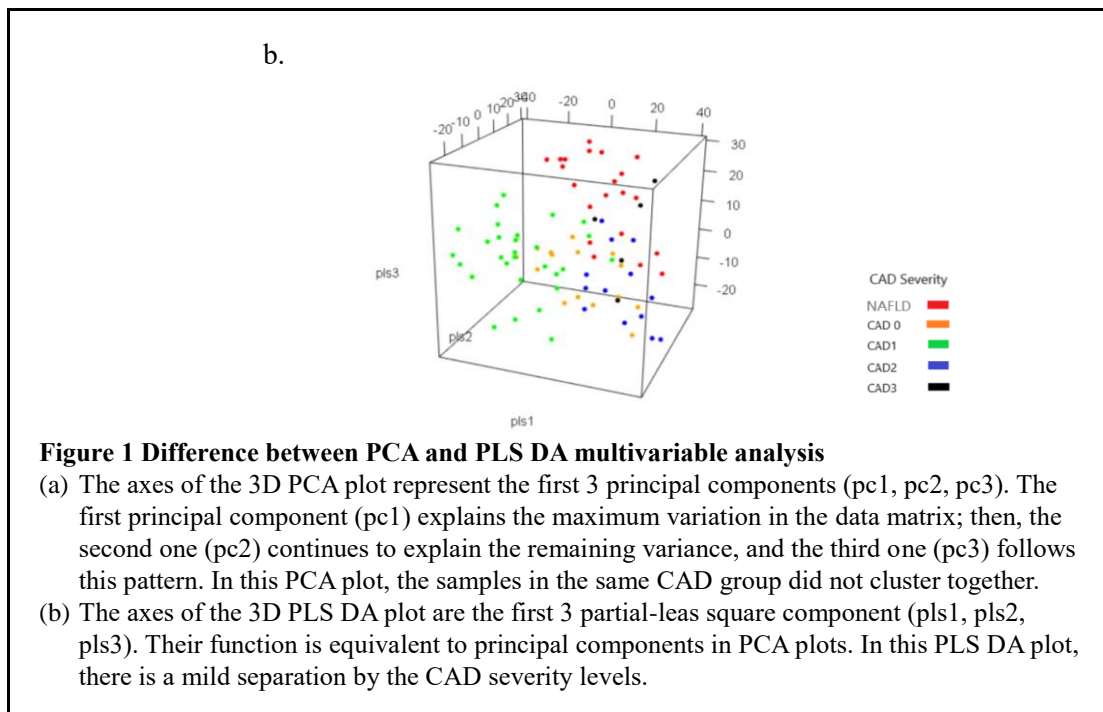 b.
-20 -10 0 10 20 30 -40 -20 0 20 40
30
20
10
0
-10
-20
pls3
pls2
pls1
CAD Severity
NAFLD
CAD 0
CAD1
CAD2
CAD3
Figure 1 Difference between PCA and PLS DA multivariable analysis
(a) The axes of the 3D PCA plot represent the first 3 principal components (pc1, pc2, pc3). The
first principal component (pc1) explains the maximum variation in the data matrix; then, the
second one (pc2) continues to explain the remaining variance, and the third one (pc3) follows
this pattern. In this PCA plot, the samples in the same CAD group did not cluster together.
(b) The axes of the 3D PLS DA plot are the first 3 partial-leas square component (pls1, pls2,
pls3). Their function is equivalent to principal components in PCA plots. In this PLS DA plot,
there is a mild separation by the CAD severity levels.